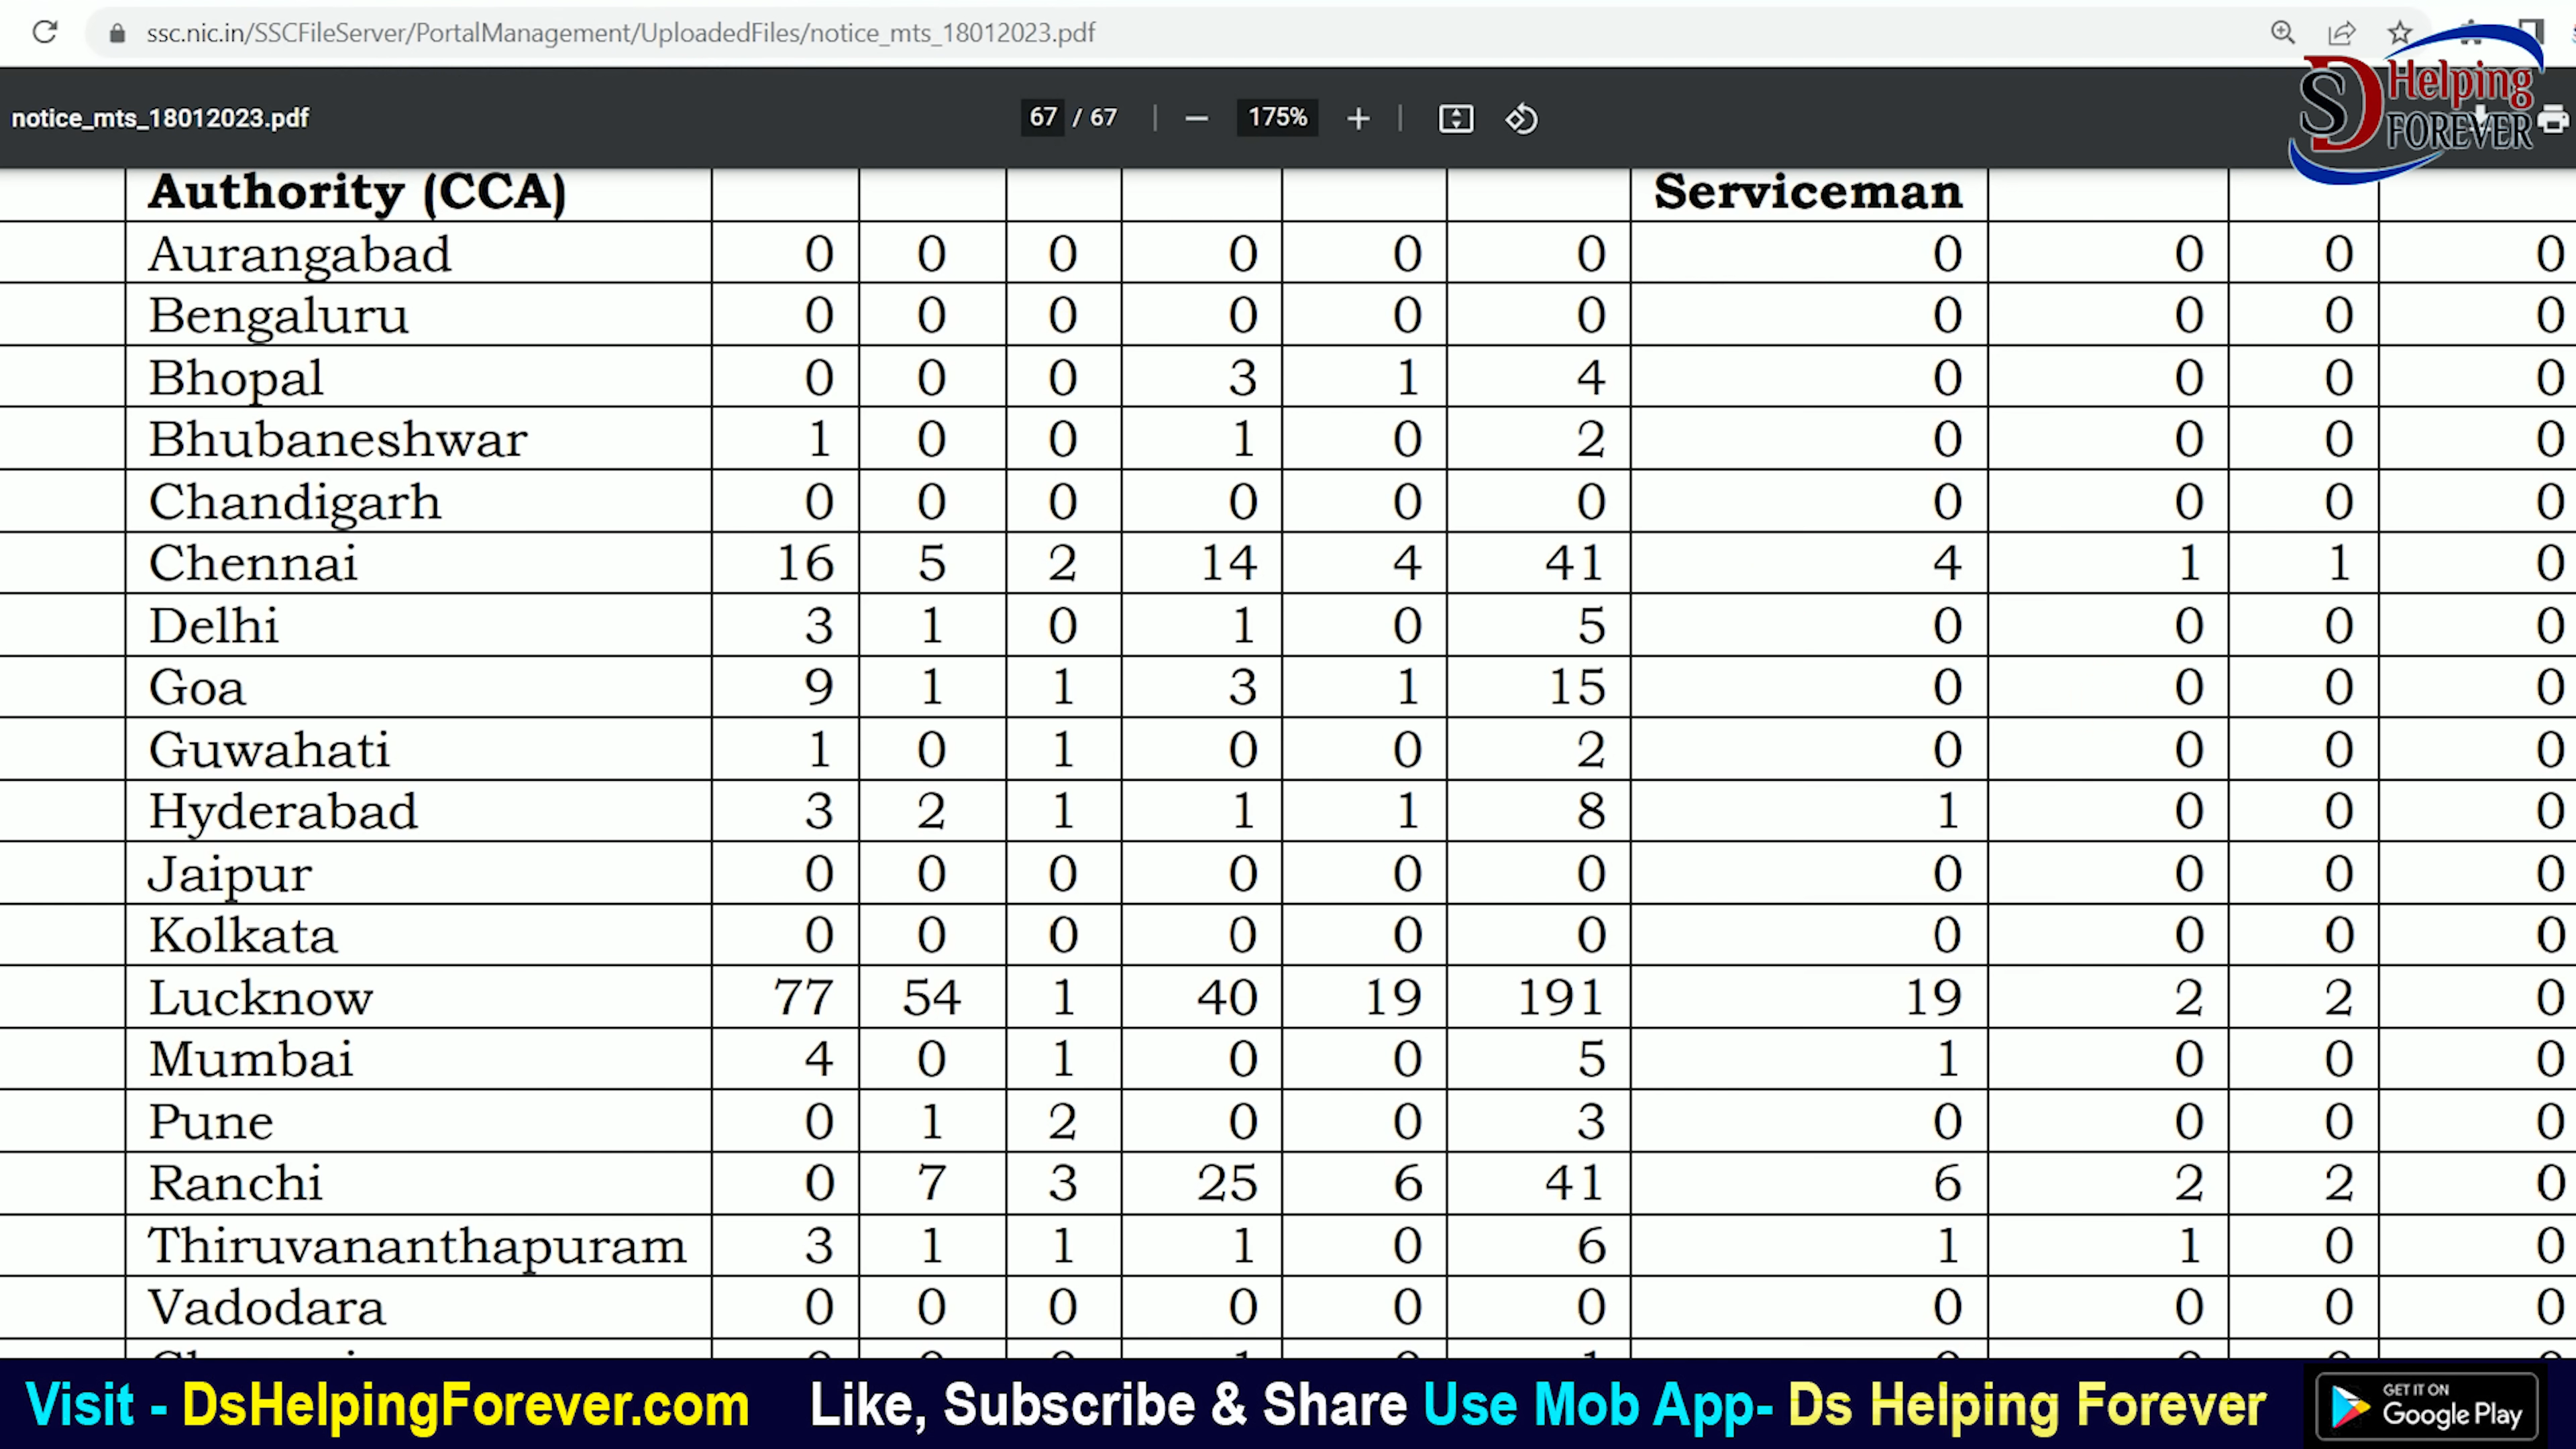 ssc.nic.in/SSCFileServer/PortalManagement/UploadedFiles/notice_mts_18012023.pdf
notice_mts_18012023.pdf 67 / 67 | − 175% + |
SD Helping FOREVER
Authority (CCA) Serviceman
Aurangabad 0 0 0 0 0 0 0 0 0 0
Bengaluru 0 0 0 0 0 0 0 0 0 0
Bhopal 0 0 0 3 1 4 0 0 0 0
Bhubaneshwar 1 0 0 1 0 2 0 0 0 0
Chandigarh 0 0 0 0 0 0 0 0 0 0
Chennai 16 5 2 14 4 41 4 1 1 0
Delhi 3 1 0 1 0 5 0 0 0 0
Goa 9 1 1 3 1 15 0 0 0 0
Guwahati 1 0 1 0 0 2 0 0 0 0
Hyderabad 3 2 1 1 1 8 1 0 0 0
Jaipur 0 0 0 0 0 0 0 0 0 0
Kolkata 0 0 0 0 0 0 0 0 0 0
Lucknow 77 54 1 40 19 191 19 2 2 0
Mumbai 4 0 1 0 0 5 1 0 0 0
Pune 0 1 2 0 0 3 0 0 0 0
Ranchi 0 7 3 25 6 41 6 2 2 0
Thiruvananthapuram 3 1 1 1 0 6 1 1 0 0
Vadodara 0 0 0 0 0 0 0 0 0 0
Visit - DsHelpingForever.com Like, Subscribe & Share Use Mob App- Ds Helping Forever GET IT ON Google Play